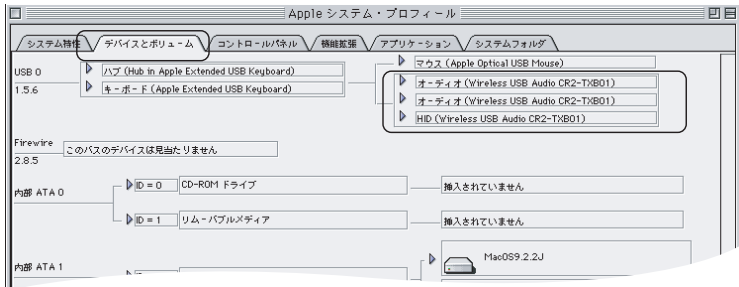 Apple システム・プロフィール
システム特性
デバイスとボリューム
コントロールパネル
機能拡張
アプリケーション
システムフォルダ
USB 0
1.5.6
ハブ (Hub in Apple Extended USB Keyboard)
キーボード (Apple Extended USB Keyboard)
マウス (Apple Optical USB Mouse)
オーディオ (Wireless USB Audio CR2-TXB01)
オーディオ (Wireless USB Audio CR2-TXB01)
HID (Wireless USB Audio CR2-TXB01)
Firewire
2.8.5
このバスのデバイスは見当たりません
内部 ATA 0
ID = 0
CD-ROM ドライブ
挿入されていません
ID = 1
リムーバブルメディア
挿入されていません
内部 ATA 1
MacOS9.2.2J